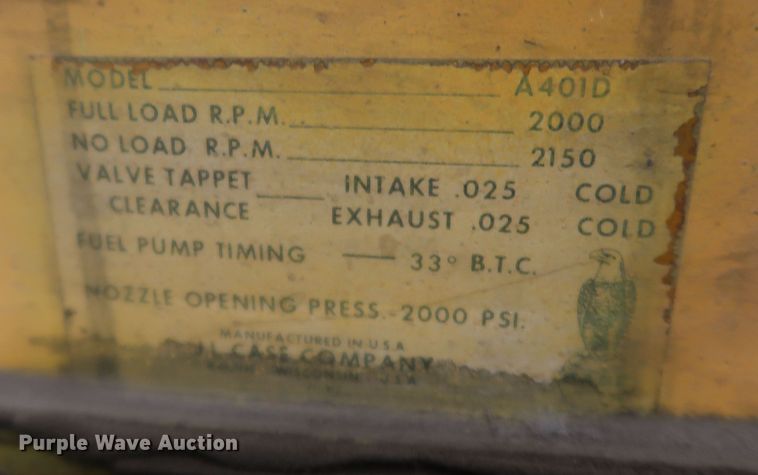 MODEL A401D
FULL LOAD R.P.M. 2000
NO LOAD R.P.M. 2150
VALVE TAPPET INTAKE .025 COLD
CLEARANCE EXHAUST .025 COLD
FUEL PUMP TIMING — 33° B.T.C.
NOZZLE OPENING PRESS.-2000 PSI.
MANUFACTURED IN U.S.A
CASE COMPANY
WISCONSIN U.S.A
Purple Wave Auction